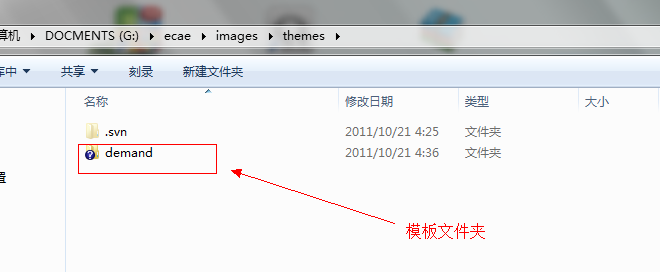 算机 ▸ DOCMENTS (G:) ▸ ecae ▸ images ▸ themes ▸
库中 ▾ 共享 ▾ 刻录 新建文件夹
名称 修改日期 类型 大小
.svn 2011/10/21 4:25 文件夹
demand 2011/10/21 4:36 文件夹
置
模板文件夹